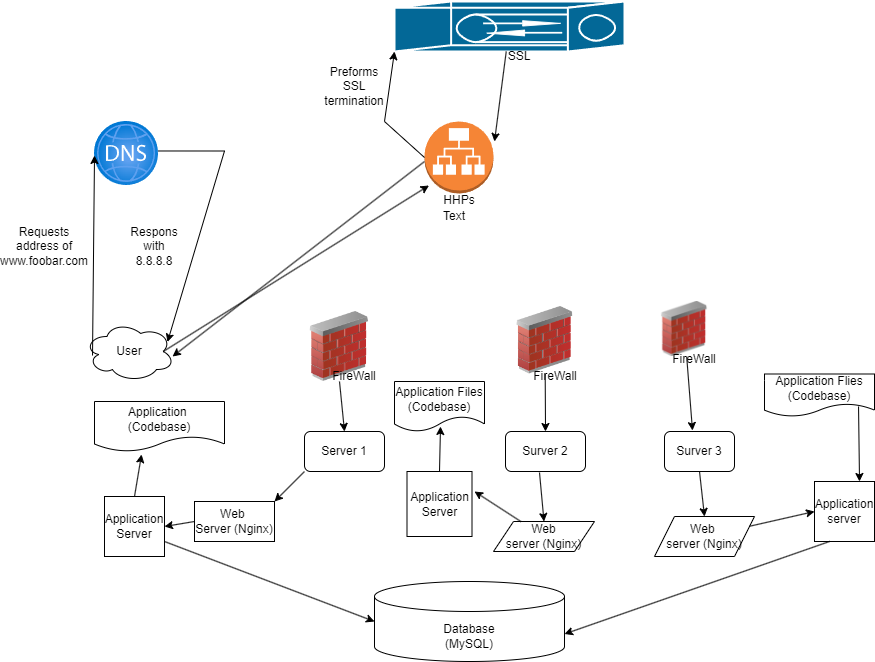 SSL
Preforms
SSL
termination
DNS
HHPs
Text
Requests
address of
www.foobar.com
Respons
with
8.8.8.8
User
FireWall
FireWall
FireWall
Application
(Codebase)
Application Files
(Codebase)
Application Flies
(Codebase)
Server 1
Surver 2
Surver 3
Application
Server
Web
Server (Nginx)
Application
Server
Web
server (Nginx)
Web
server (Nginx)
Application
server
Database
(MySQL)